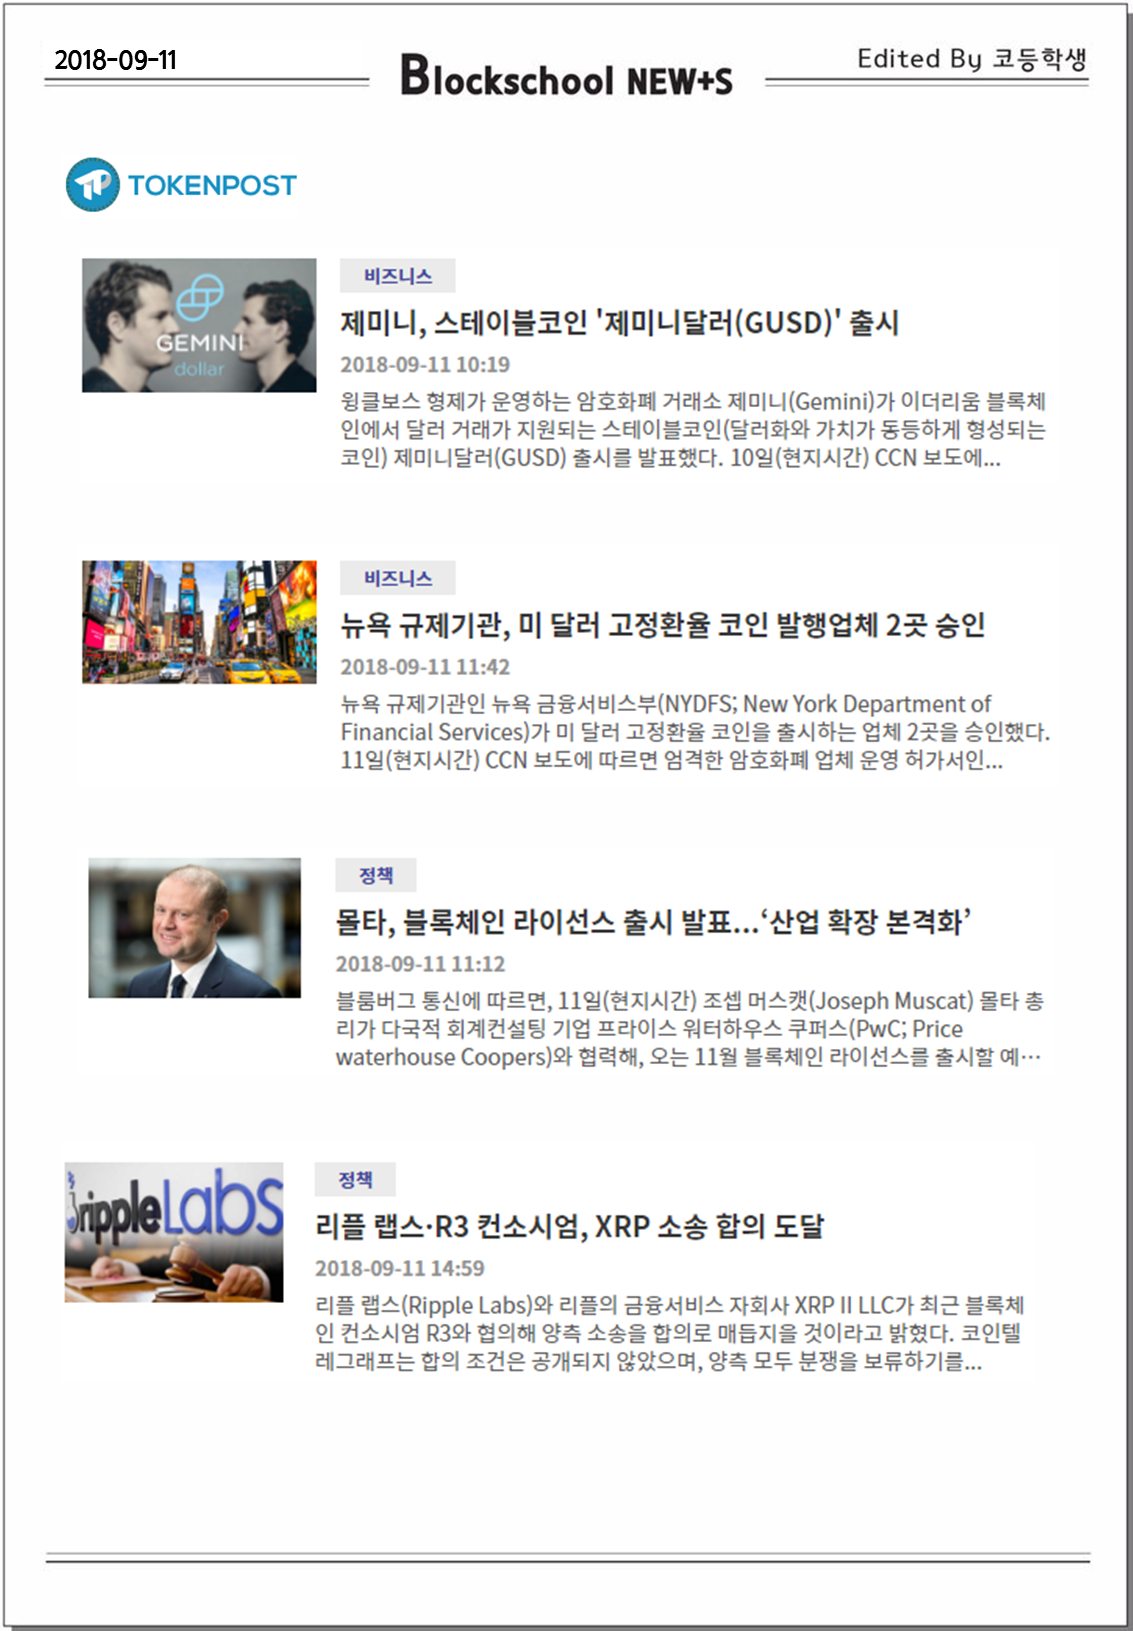 2018-09-11
Blockschool NEW+S
Edited By 코등학생
TOKENPOST
GEMINI
dollar
비즈니스
제미니, 스테이블코인 '제미니달러(GUSD)' 출시
2018-09-11 10:19
윙클보스 형제가 운영하는 암호화폐 거래소 제미니(Gemini)가 이더리움 블록체
인에서 달러 거래가 지원되는 스테이블코인(달러화와 가치가 동등하게 형성되는
코인) 제미니달러(GUSD) 출시를 발표했다. 10일(현지시간) CCN 보도에...
비즈니스
뉴욕 규제기관, 미 달러 고정환율 코인 발행업체 2곳 승인
2018-09-11 11:42
뉴욕 규제기관인 뉴욕 금융서비스부(NYDFS; New York Department of
Financial Services)가 미 달러 고정환율 코인을 출시하는 업체 2곳을 승인했다.
11일(현지시간) CCN 보도에 따르면 엄격한 암호화폐 업체 운영 허가서인...
정책
몰타, 블록체인 라이선스 출시 발표...‘산업 확장 본격화’
2018-09-11 11:12
블룸버그 통신에 따르면, 11일(현지시간) 조셉 머스캣(Joseph Muscat) 몰타 총
리가 다국적 회계컨설팅 기업 프라이스 워터하우스 쿠퍼스(PwC; Price
waterhouse Coopers)와 협력해, 오는 11월 블록체인 라이선스를 출시할 예…
rippleLabs
정책
리플 랩스·R3 컨소시엄, XRP 소송 합의 도달
2018-09-11 14:59
리플 랩스(Ripple Labs)와 리플의 금융서비스 자회사 XRP II LLC가 최근 블록체
인 컨소시엄 R3와 협의해 양측 소송을 합의로 매듭지을 것이라고 밝혔다. 코인텔
레그래프는 합의 조건은 공개되지 않았으며, 양측 모두 분쟁을 보류하기를...